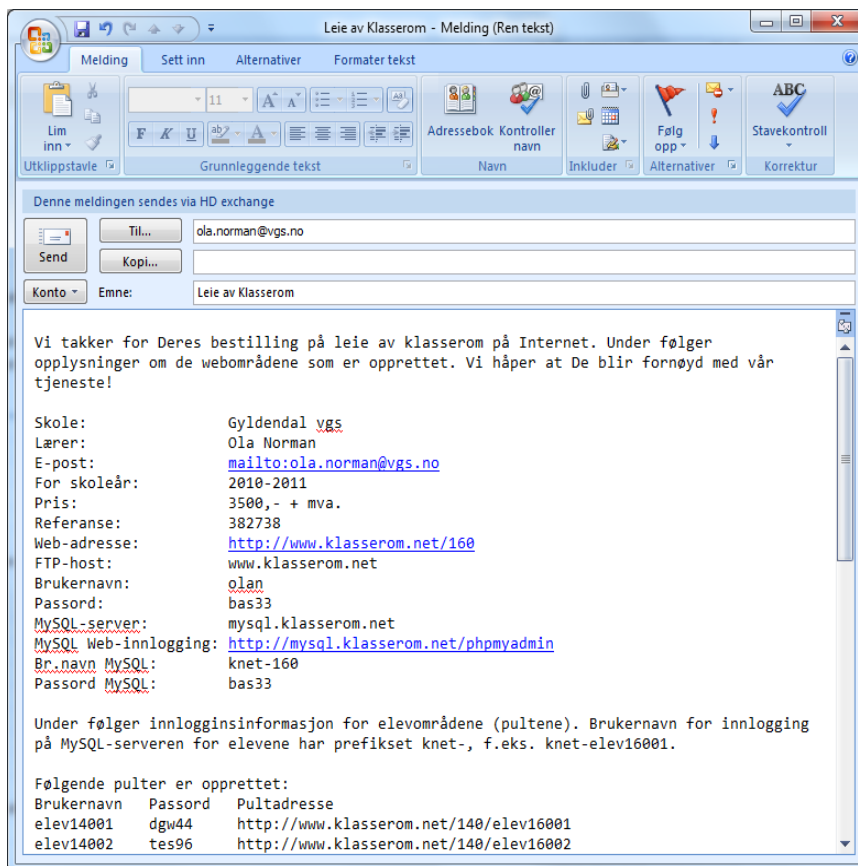 Leie av Klasserom - Melding (Ren tekst)
Melding Sett inn Alternativer Formater tekst
Lim inn
11
F K U
Adressebok Kontroller navn
Følg opp
ABC
Stavekontroll
Utklippstavle Grunnleggende tekst Navn Inkluder Alternativer Korrektur
Denne meldingen sendes via HD exchange
Send
Til... ola.norman@vgs.no
Kopi...
Konto Emne: Leie av Klasserom
Vi takker for Deres bestilling på leie av klasserom på Internet. Under følger
opplysninger om de webområdene som er opprettet. Vi håper at De blir fornøyd med vår
tjeneste!
Skole: Gyldendal vgs
Lærer: Ola Norman
E-post: mailto:ola.norman@vgs.no
For skoleår: 2010-2011
Pris: 3500,- + mva.
Referanse: 382738
Web-adresse: http://www.klasserom.net/160
FTP-host: www.klasserom.net
Brukernavn: olan
Passord: bas33
MySQL-server: mysql.klasserom.net
MySQL Web-innlogging: http://mysql.klasserom.net/phpmyadmin
Br.navn MySQL: knet-160
Passord MySQL: bas33
Under følger innlogginsinformasjon for elevområdene (pultene). Brukernavn for innlogging
på MySQL-serveren for elevene har prefikset knet-, f.eks. knet-elev16001.
Følgende pulter er opprettet:
Brukernavn Passord Pultadresse
elev14001 dgw44 http://www.klasserom.net/140/elev16001
elev14002 tes96 http://www.klasserom.net/140/elev16002